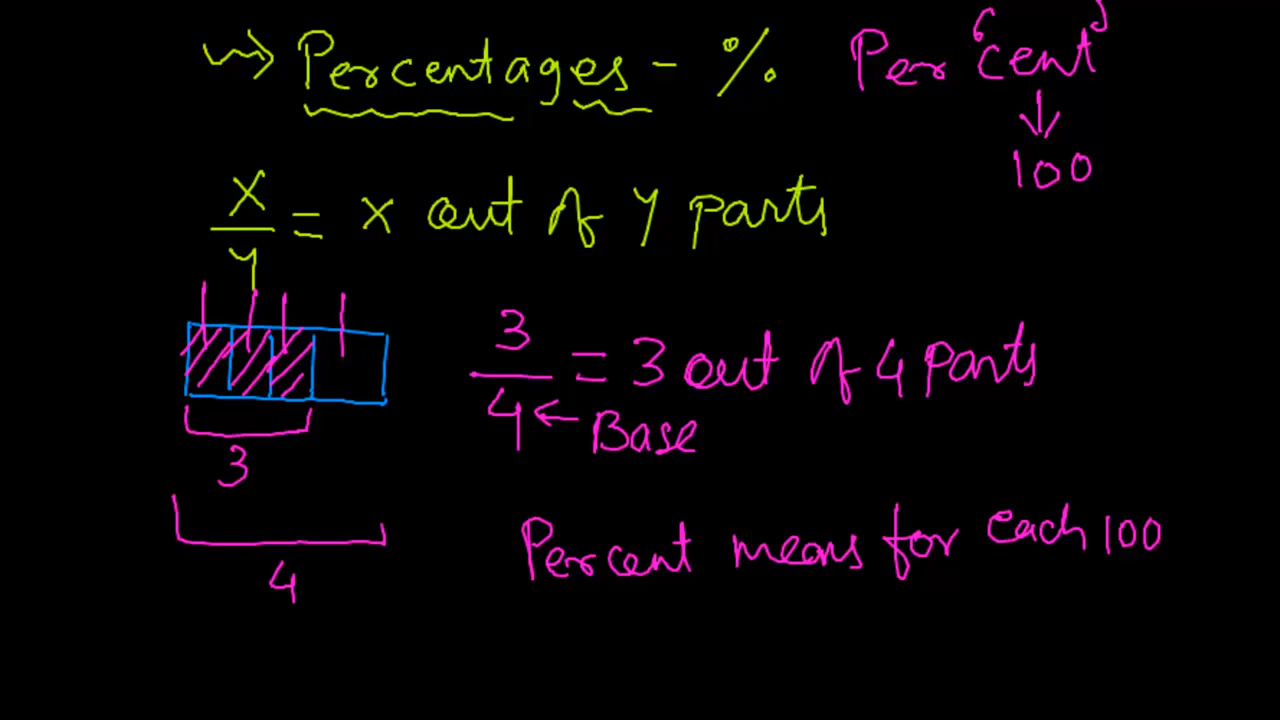 Percentages - % Per 'cent'
↓
100
X/Y = X out of Y parts
3/4 = 3 out of 4 parts
← Base
3
Percent means for each 100
4